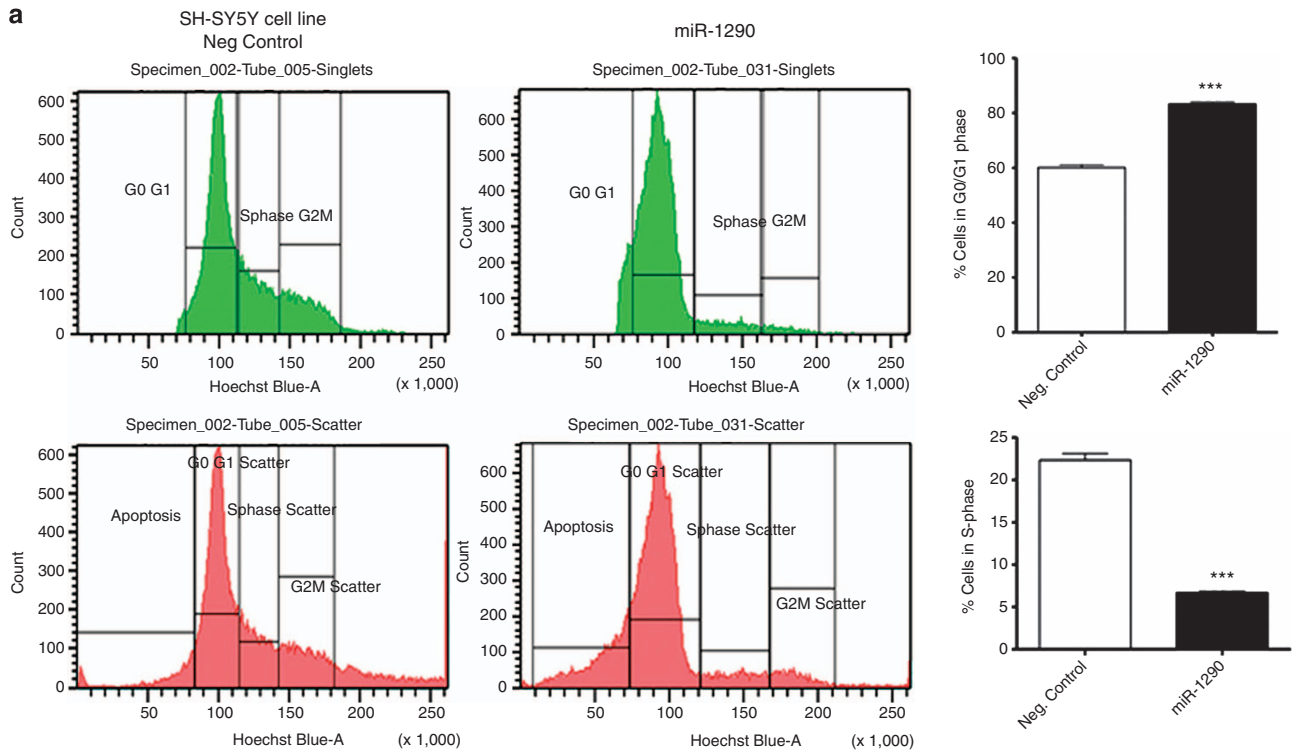 a
SH-SY5Y cell line
Neg Control
miR-1290
Specimen_002-Tube_005-Singlets
600
500
400
300
200
100
0
Count
G0 G1
Sphase G2M
50
100
150
200
250
Hoechst Blue-A
(x 1,000)
Specimen_002-Tube_031-Singlets
600
500
400
300
200
100
0
Count
G0 G1
Sphase G2M
50
100
150
200
250
Hoechst Blue-A
(x 1,000)
100
80
60
40
20
0
% Cells in G0/G1 phase
***
Neg. Control
miR-1290
Specimen_002-Tube_005-Scatter
600
500
400
300
200
100
0
Count
G0 G1 Scatter
Apoptosis
Sphase Scatter
G2M Scatter
50
100
150
200
250
Hoechst Blue-A
(x 1,000)
Specimen_002-Tube_031-Scatter
600
500
400
300
200
100
0
Count
G0 G1 Scatter
Apoptosis
Sphase Scatter
G2M Scatter
50
100
150
200
250
Hoechst Blue-A
(x 1,000)
25
20
15
10
5
0
% Cells in S-phase
***
Neg. Control
miR-1290